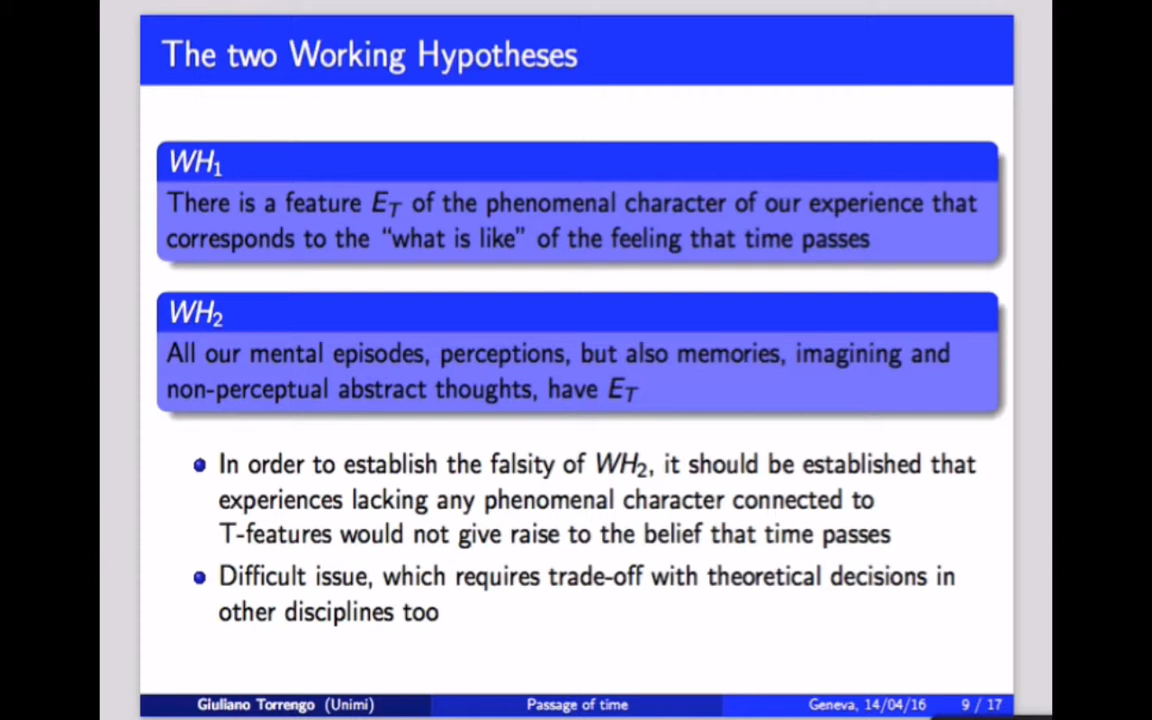 The two Working Hypotheses
WH₁
There is a feature E_T of the phenomenal character of our experience that
corresponds to the “what is like” of the feeling that time passes
WH₂
All our mental episodes, perceptions, but also memories, imagining and
non-perceptual abstract thoughts, have E_T
In order to establish the falsity of WH₂, it should be established that
experiences lacking any phenomenal character connected to
T-features would not give raise to the belief that time passes
Difficult issue, which requires trade-off with theoretical decisions in
other disciplines too
Giuliano Torrengo (Unimi) Passage of time Geneva, 14/04/16 9 / 17